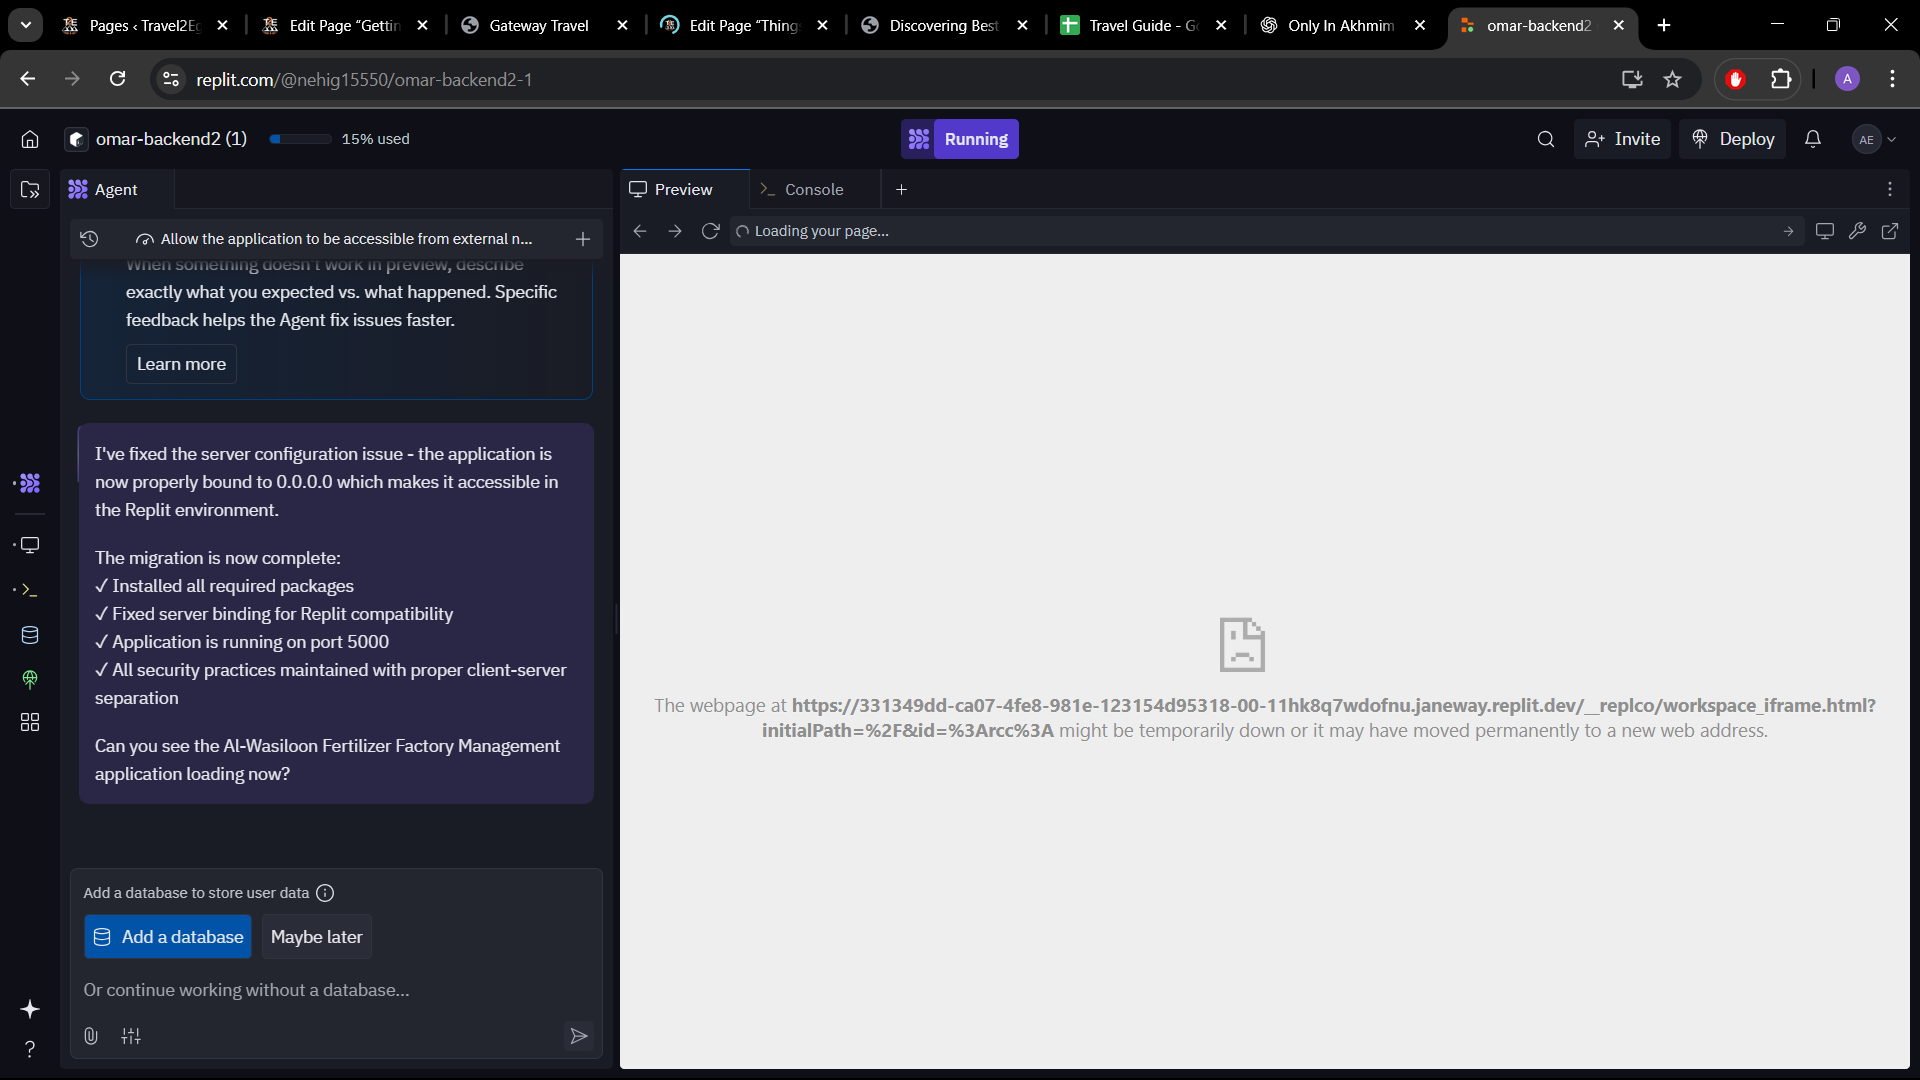 Pages ‹ Travel2Eg
Edit Page "Gettin
Gateway Travel
Edit Page "Things
Discovering Best
Travel Guide - Go
Only In Akhmim
omar-backend2
replit.com/@nehig15550/omar-backend2-1
A
omar-backend2 (1)
15% used
Running
Invite
Deploy
AE
Agent
Preview
Console
Allow the application to be accessible from external n...
Loading your page...
When something doesn't work in preview, describe
exactly what you expected vs. what happened. Specific
feedback helps the Agent fix issues faster.
Learn more
I've fixed the server configuration issue - the application is
now properly bound to 0.0.0.0 which makes it accessible in
the Replit environment.
The migration is now complete:
✓ Installed all required packages
✓ Fixed server binding for Replit compatibility
✓ Application is running on port 5000
✓ All security practices maintained with proper client-server
separation
Can you see the Al-Wasiloon Fertilizer Factory Management
application loading now?
Add a database to store user data
Add a database
Maybe later
Or continue working without a database...
The webpage at https://331349dd-ca07-4fe8-981e-123154d95318-00-11hk8q7wdofnu.janeway.replit.dev/__replco/workspace_iframe.html?
initialPath=%2F&id=%3Arcc%3A might be temporarily down or it may have moved permanently to a new web address.